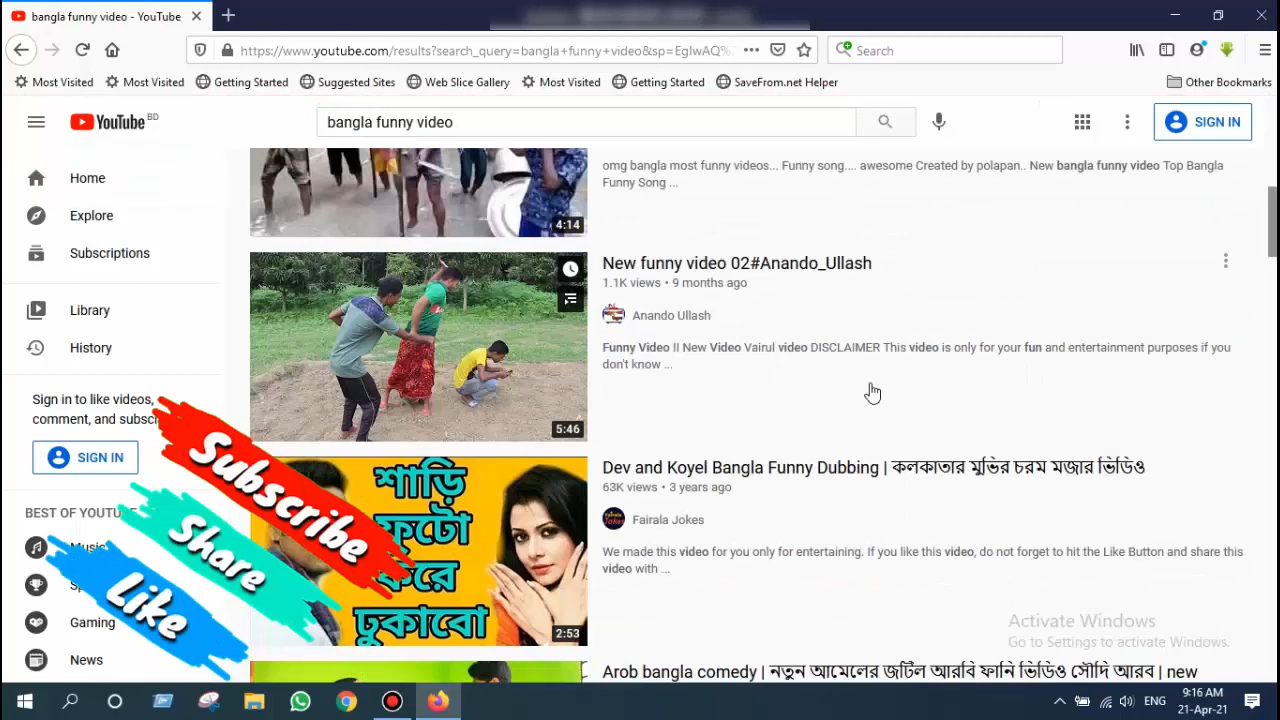 bangla funny video - YouTube
https://www.youtube.com/results?search_query=bangla+funny+video&sp=EgIwAQ%
Search
Most Visited
Most Visited
Getting Started
Suggested Sites
Web Slice Gallery
Most Visited
Getting Started
SaveFrom.net Helper
Other Bookmarks
YouTube BD
bangla funny video
SIGN IN
Home
Explore
Subscriptions
Library
History
Sign in to like videos,
comment, and subsc
SIGN IN
BEST OF YOUTU
Music
Gaming
News
4:14
omg bangla most funny videos... Funny song.... awesome Created by polapan.. New bangla funny video Top Bangla
Funny Song ...
5:46
New funny video 02#Anando_Ullash
1.1K views • 9 months ago
Anando Ullash
Funny Video II New Video Vairul video DISCLAIMER This video is only for your fun and entertainment purposes if you
don't know ...
শাড়ি
ফুটো
করে
ঢুকাবো
2:53
Dev and Koyel Bangla Funny Dubbing | কলকাতার মুভির চরম মজার ভিডিও
63K views • 3 years ago
Fairala Jokes
Fairala
Jokes
We made this video for you only for entertaining. If you like this video, do not forget to hit the Like Button and share this
video with ...
Arob bangla comedy | নতুন আমেলের জটিল আরবি ফানি ভিডিও সৌদি আরব | new
Subscribe
Share
Like
Activate Windows
Go to Settings to activate Windows.
ENG
9:16 AM
21-Apr-21